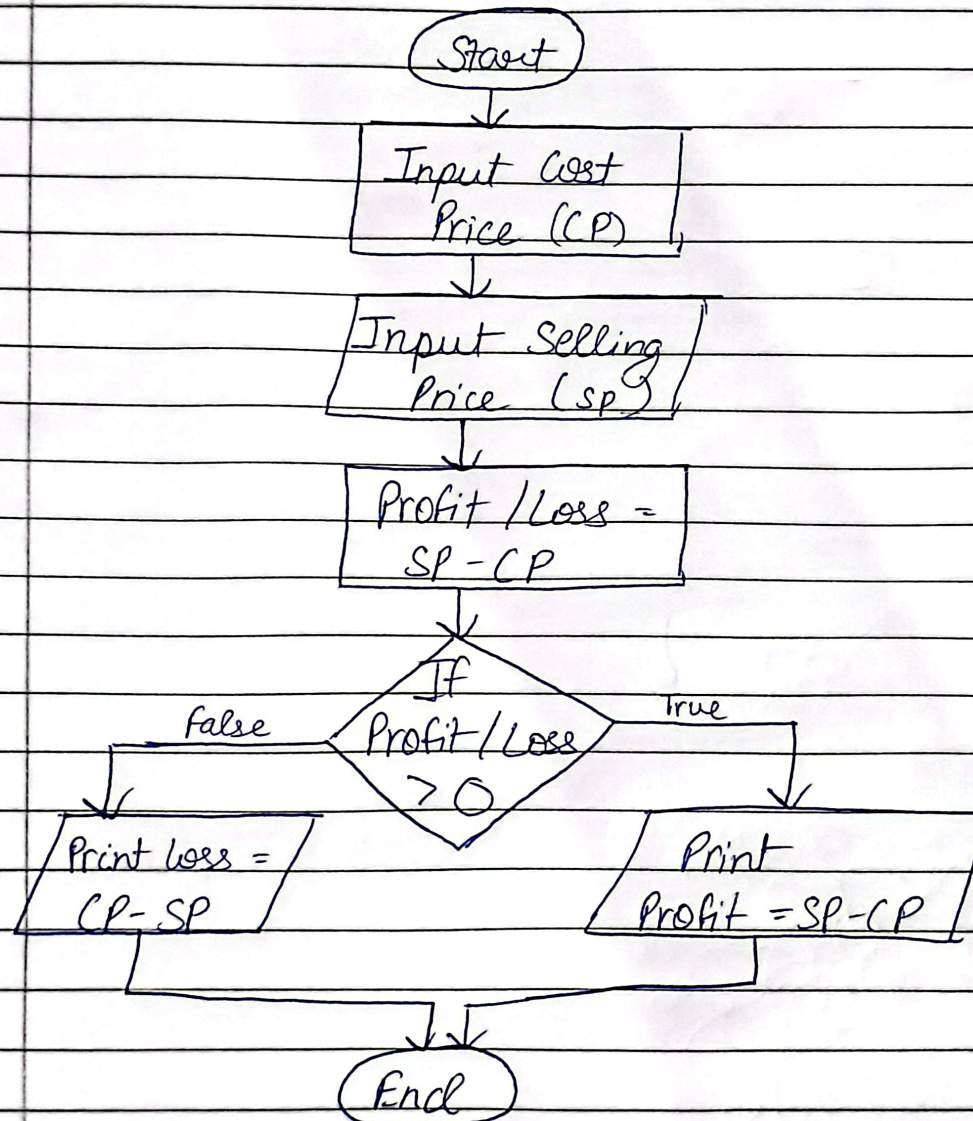 Start
Input Cost
Price (CP)
Input Selling
Price (SP)
Profit / Loss =
SP - CP
If
Profit / Loss
> 0
False
True
Print loss =
CP - SP
Print
Profit = SP - CP
End